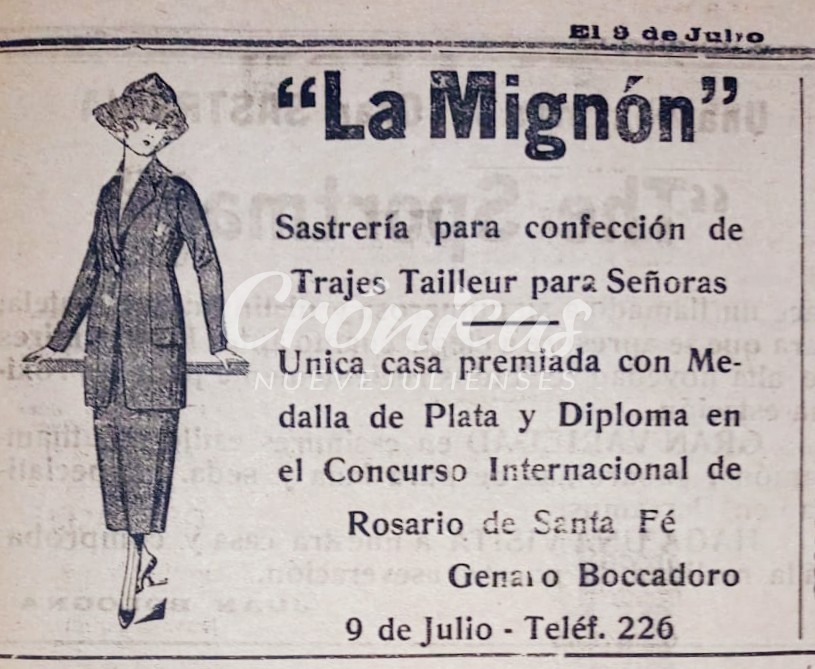 El 9 de Julio
“La Mignón”
Sastrería para confección de
Trajes Tailleur para Señoras
Crónicas
NUEVEJULIENSES
Unica casa premiada con Me-
dalla de Plata y Diploma en
el Concurso Internacional de
Rosario de Santa Fé
Genaro Boccadoro
9 de Julio - Teléf. 226